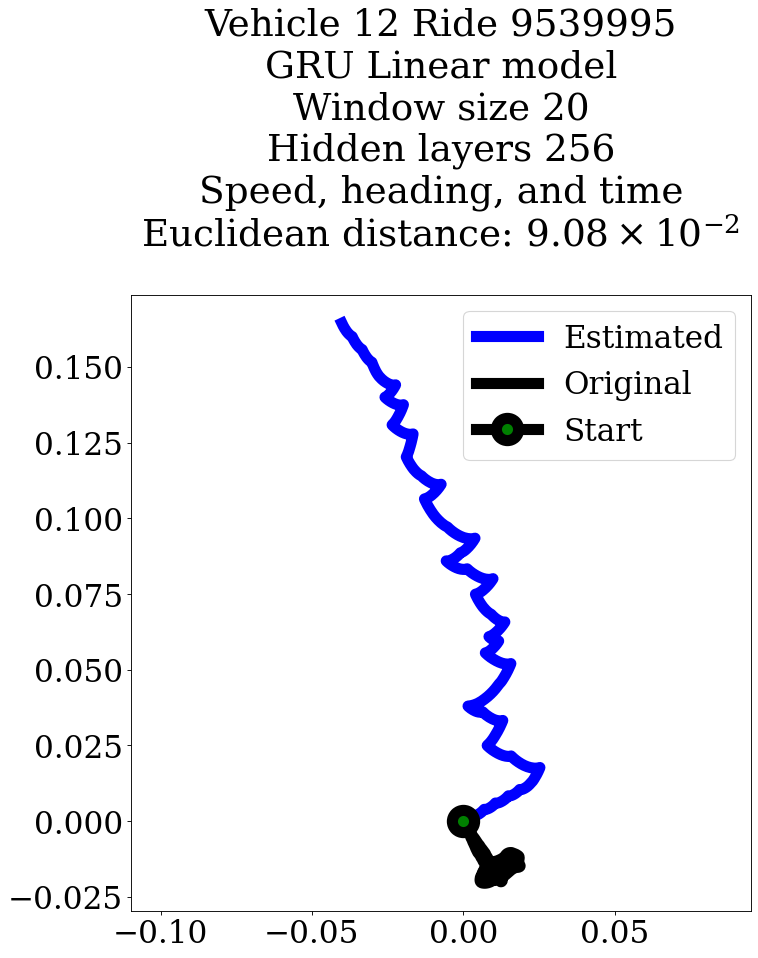 Vehicle 12 Ride 9539995
GRU Linear model
Window size 20
Hidden layers 256
Speed, heading, and time
Euclidean distance: 9.08 × 10⁻²
Estimated
Original
Start
0.150
0.125
0.100
0.075
0.050
0.025
0.000
−0.025
−0.10 −0.05 0.00 0.05